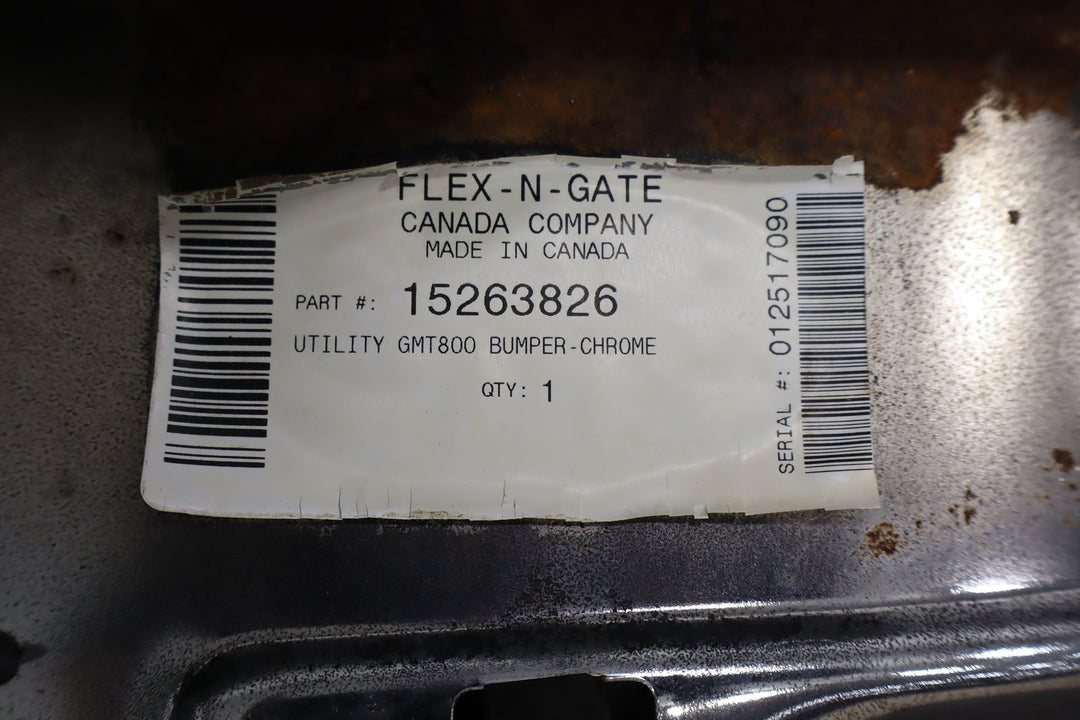 FLEX-N-GATE
CANADA COMPANY
MADE IN CANADA
PART #: 15263826
UTILITY GMT800 BUMPER-CHROME
QTY: 1
SERIAL #: 012517090